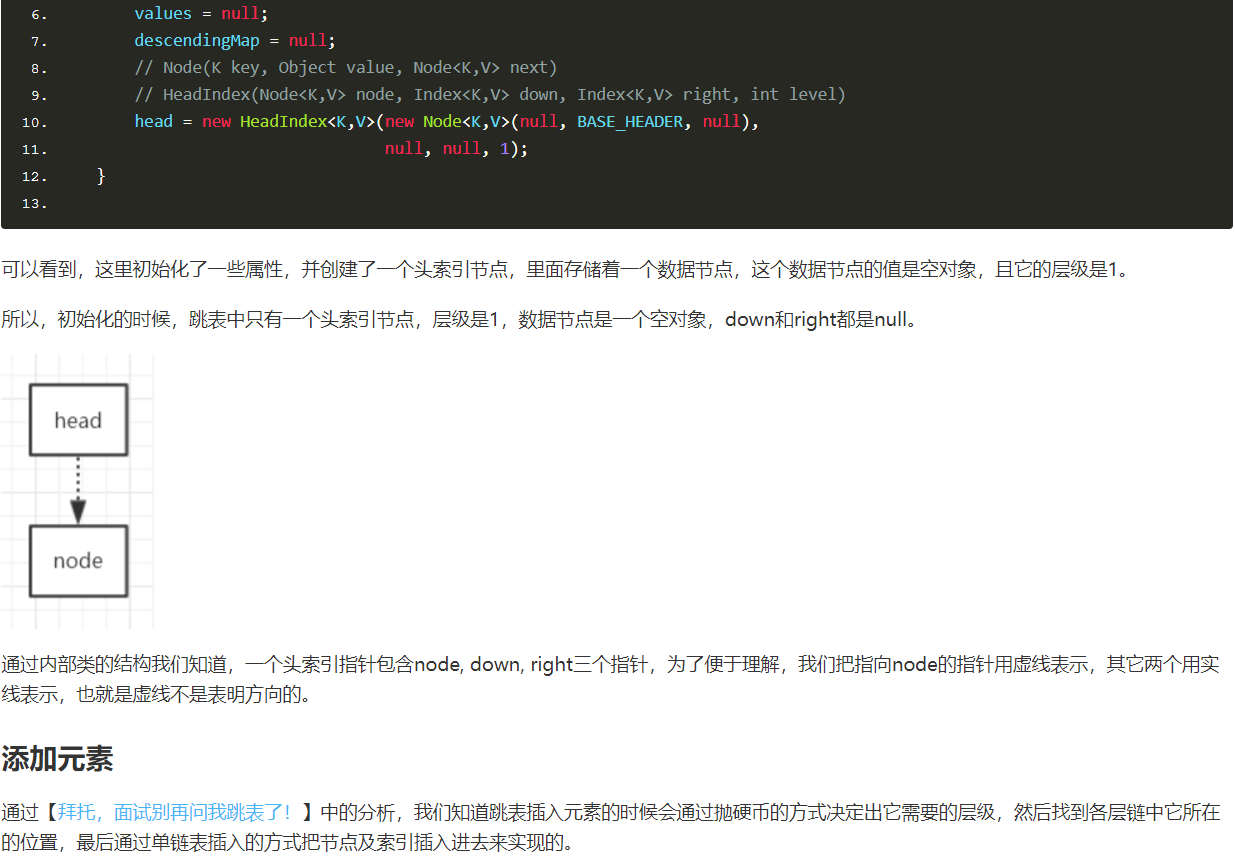 6. values = null;
7. descendingMap = null;
8. // Node(K key, Object value, Node<K,V> next)
9. // HeadIndex(Node<K,V> node, Index<K,V> down, Index<K,V> right, int level)
10. head = new HeadIndex<K,V>(new Node<K,V>(null, BASE_HEADER, null),
11. null, null, 1);
12. }
13.
可以看到，这里初始化了一些属性，并创建了一个头索引节点，里面存储着一个数据节点，这个数据节点的值是空对象，且它的层级是1。
所以，初始化的时候，跳表中只有一个头索引节点，层级是1，数据节点是一个空对象，down和right都是null。
head
node
通过内部类的结构我们知道，一个头索引指针包含node, down, right三个指针，为了便于理解，我们把指向node的指针用虚线表示，其它两个用实
线表示，也就是虚线不是表明方向的。
添加元素
通过【拜托，面试别再问我跳表了！】中的分析，我们知道跳表插入元素的时候会通过抛硬币的方式决定出它需要的层级，然后找到各层链中它所在
的位置，最后通过单链表插入的方式把节点及索引插入进去来实现的。